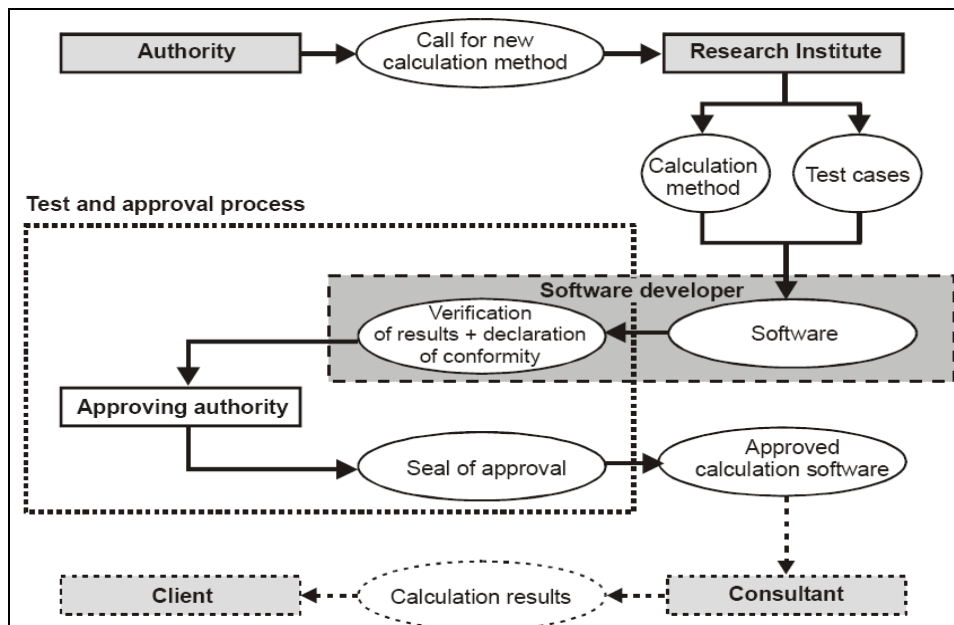 Authority
Call for new
calculation method
Research Institute
Calculation
method
Test cases
Test and approval process
Software developer
Verification
of results + declaration
of conformity
Software
Approving authority
Seal of approval
Approved
calculation software
Client
Calculation results
Consultant